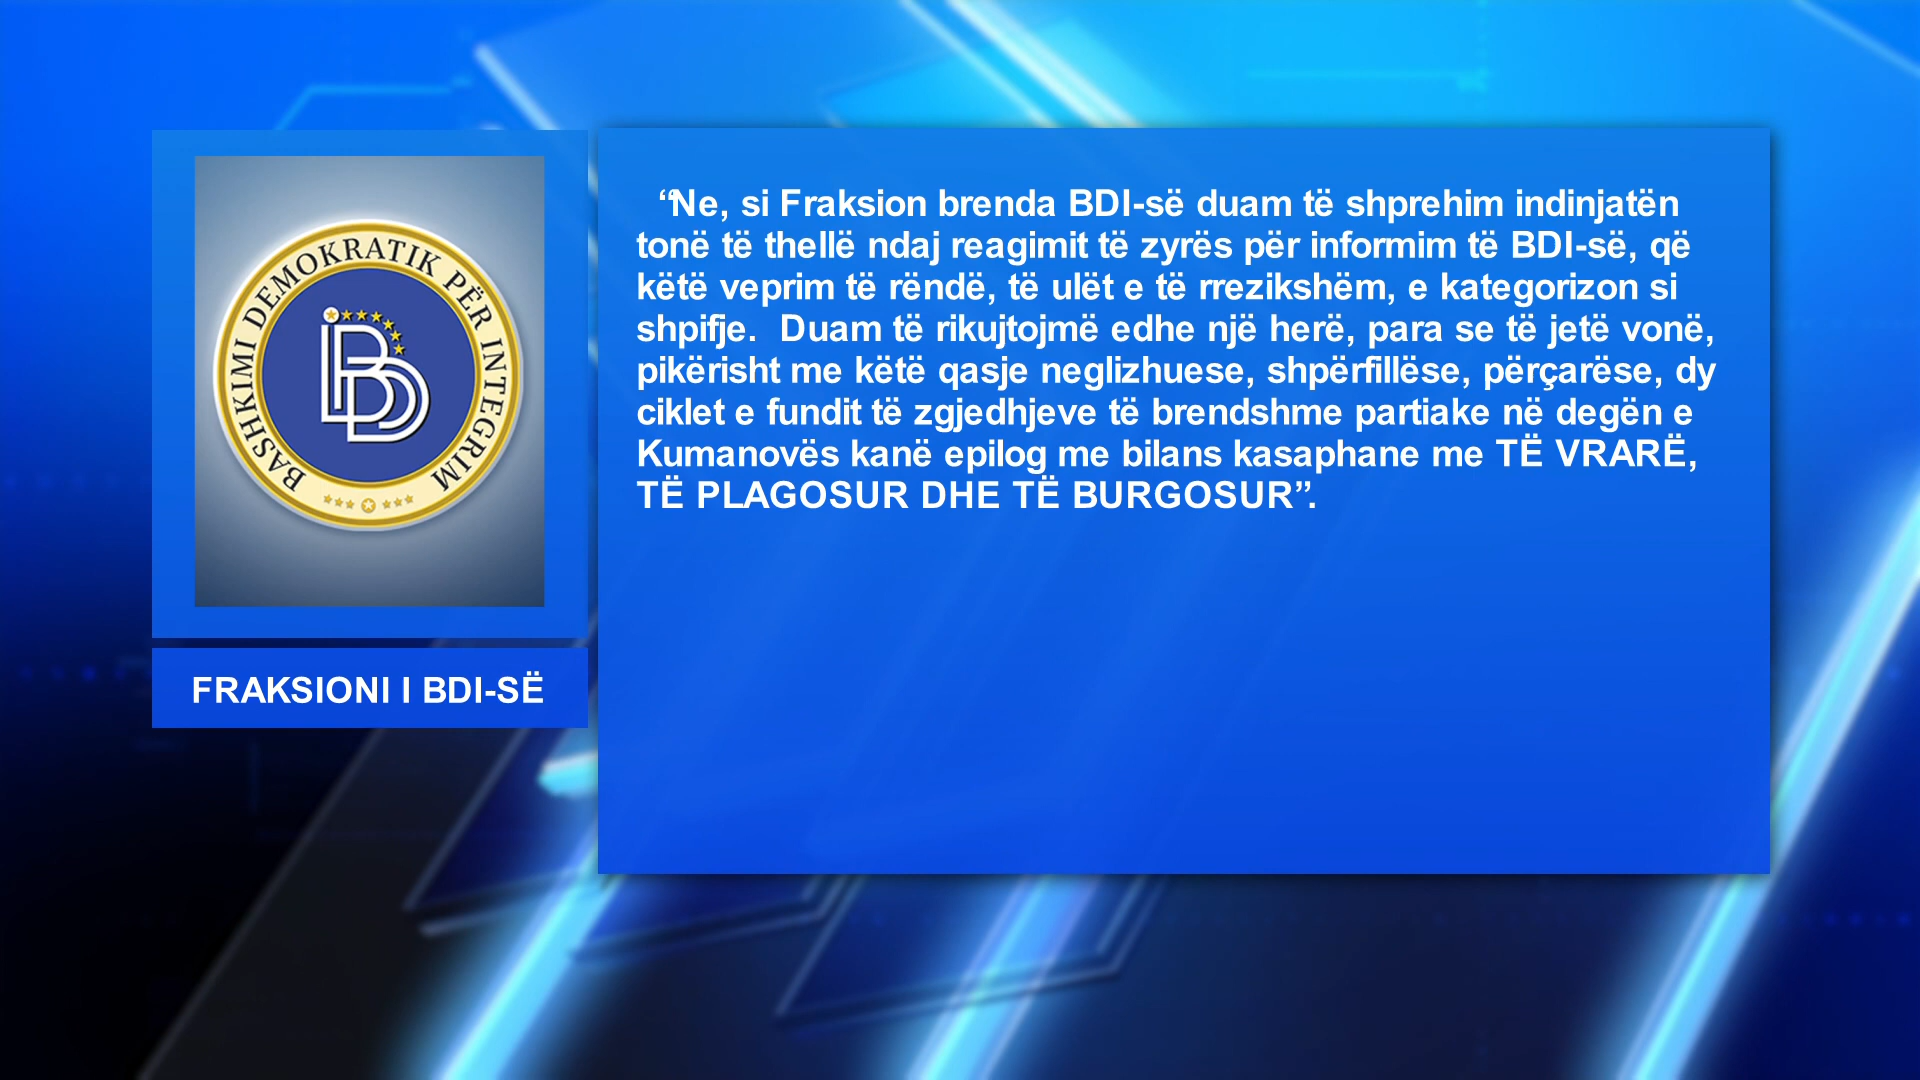 BASHKIMI DEMOKRATIK PËR INTEGRIM
BDI
FRAKSIONI I BDI-SË
“Ne, si Fraksion brenda BDI-së duam të shprehim indinjatën
tonë të thellë ndaj reagimit të zyrës për informim të BDI-së, që
këtë veprim të rëndë, të ulët e të rrezikshëm, e kategorizon si
shpifje. Duam të rikujtojmë edhe një herë, para se të jetë vonë,
pikërisht me këtë qasje neglizhuese, shpërfillëse, përçarëse, dy
ciklet e fundit të zgjedhjeve të brendshme partiake në degën e
Kumanovës kanë epilog me bilans kasaphane me TË VRARË,
TË PLAGOSUR DHE TË BURGOSUR”.